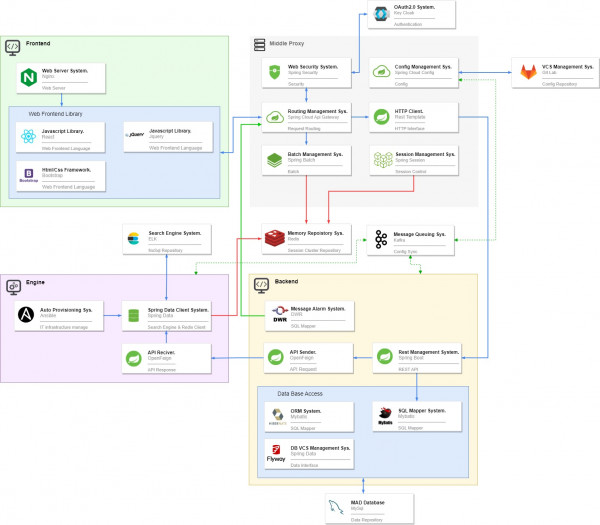 OAuth2.0 System.
Key Cloak
Authentication
Frontend
Web Server System.
Nginx
Web Server
Web Frontend Library
Javascript Library.
React
Web Frontend Language
jQuery
Javascript Library.
Jquery
Web Frontend Language
Bootstrap
Html/Css Framework.
Bootstrap
Web Frontend Language
Middle Proxy
Web Security System.
Spring Security
Security
Config Management Sys.
Spring Cloud Config
Config
VCS Management Sys.
GitLab
Config Repository
Routing Management Sys.
Spring Cloud Api Gateway
Request Routing
HTTP Client.
Rest Template
HTTP Interface
Batch Management Sys.
Spring Batch
Batch
Session Management Sys.
Spring Session
Session Control
Search Engine System.
ELK
NoSql Repository
Memory Repoistory Sys.
Redis
Session Cluster Repository
Message Queuing Sys.
Kafka
Config Sync
Engine
Auto Provisioning Sys.
Ansible
IT Infrastructure manage
Spring Data Client System.
Spring Data
Search Engine & Redis Client
API Reciver.
OpenFeign
API Response
Backend
DWR
Message Alarm System.
DWR
SQL Mapper
API Sender.
OpenFeign
API Request
Rest Management System.
Spring Boot
REST API
Data Base Access
ORM System.
Mybatis
SQL Mapper
MyBatis
SQL Mapper System.
Mybatis
SQL Mapper
Flyway
DB VCS Management Sys.
Spring Data
Data Interface
MAD Database
MySql
Data Repository